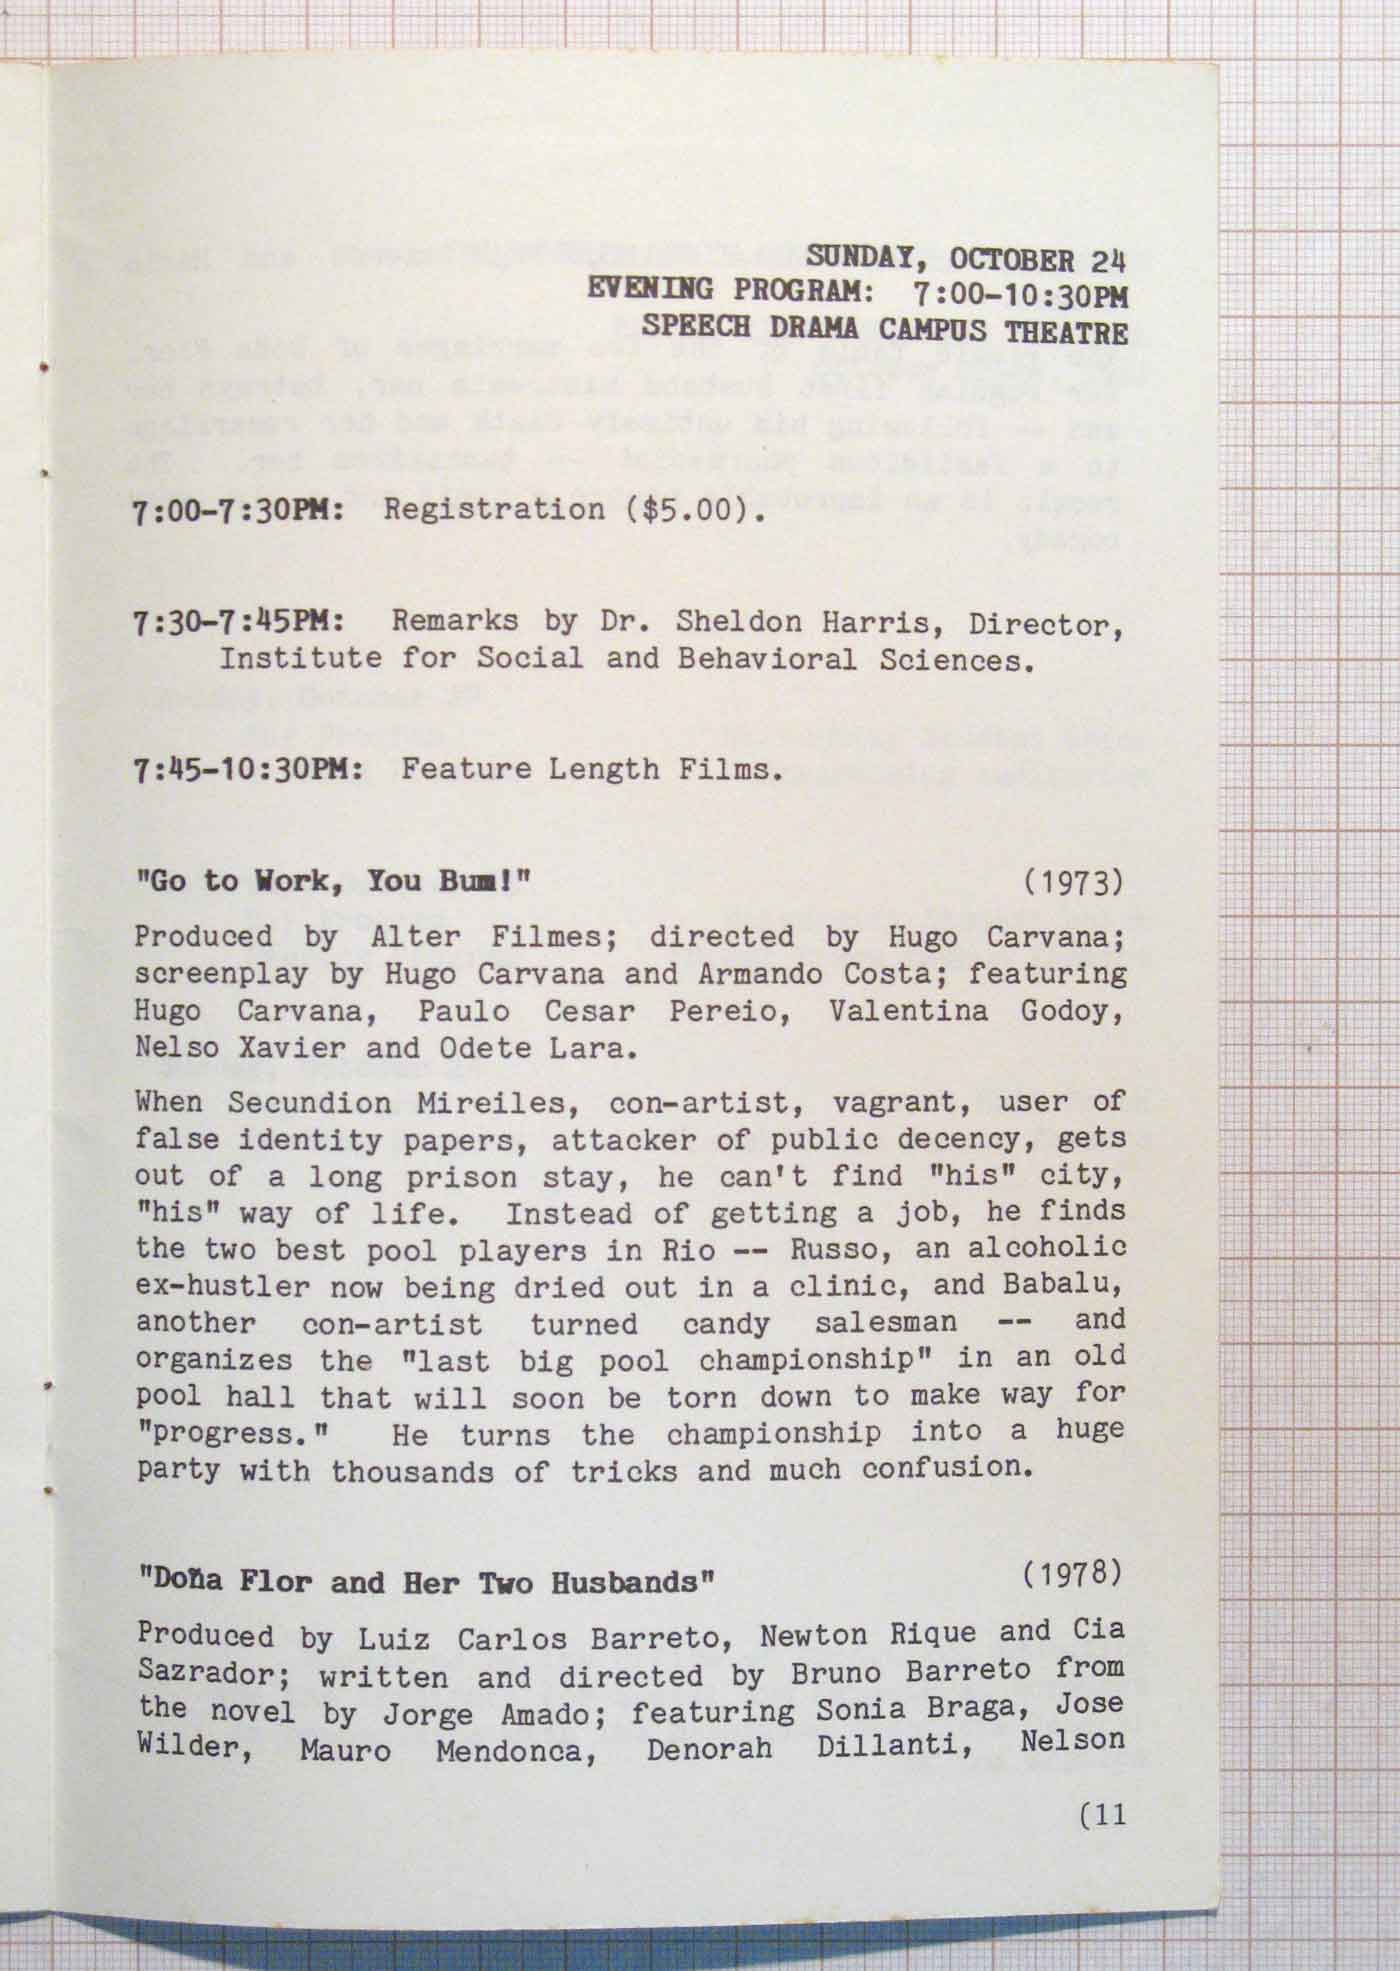 SUNDAY, OCTOBER 24
EVENING PROGRAM: 7:00-10:30PM
SPEECH DRAMA CAMPUS THEATRE
7:00-7:30PM: Registration ($5.00).
7:30-7:45PM: Remarks by Dr. Sheldon Harris, Director,
Institute for Social and Behavioral Sciences.
7:45-10:30PM: Feature Length Films.
"Go to Work, You Bum!" (1973)
Produced by Alter Filmes; directed by Hugo Carvana;
screenplay by Hugo Carvana and Armando Costa; featuring
Hugo Carvana, Paulo Cesar Pereio, Valentina Godoy,
Nelso Xavier and Odete Lara.
When Secundion Mireiles, con-artist, vagrant, user of
false identity papers, attacker of public decency, gets
out of a long prison stay, he can't find "his" city,
"his" way of life. Instead of getting a job, he finds
the two best pool players in Rio -- Russo, an alcoholic
ex-hustler now being dried out in a clinic, and Babalu,
another con-artist turned candy salesman -- and
organizes the "last big pool championship" in an old
pool hall that will soon be torn down to make way for
"progress." He turns the championship into a huge
party with thousands of tricks and much confusion.
"Doña Flor and Her Two Husbands" (1978)
Produced by Luiz Carlos Barreto, Newton Rique and Cia
Sazrador; written and directed by Bruno Barreto from
the novel by Jorge Amado; featuring Sonia Braga, Jose
Wilder, Mauro Mendonca, Denorah Dillanti, Nelson
(11